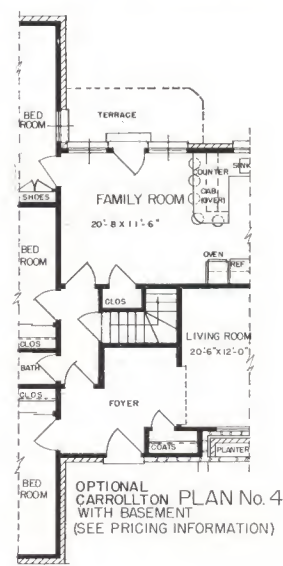 TERRACE
BED
ROOM
COUNTER
SINK
CAB.
(OVER)
SHOES
FAMILY ROOM
20'-8 X 11'-6"
BED
ROOM
OVEN
REF
CLOS
LIVING ROOM
20'-6"X12'-0"
CLOS
BATH
CLOS.
FOYER
COATS
PLANTER
BED
ROOM
OPTIONAL
CARROLLTON PLAN No. 4
WITH BASEMENT
(SEE PRICING INFORMATION)